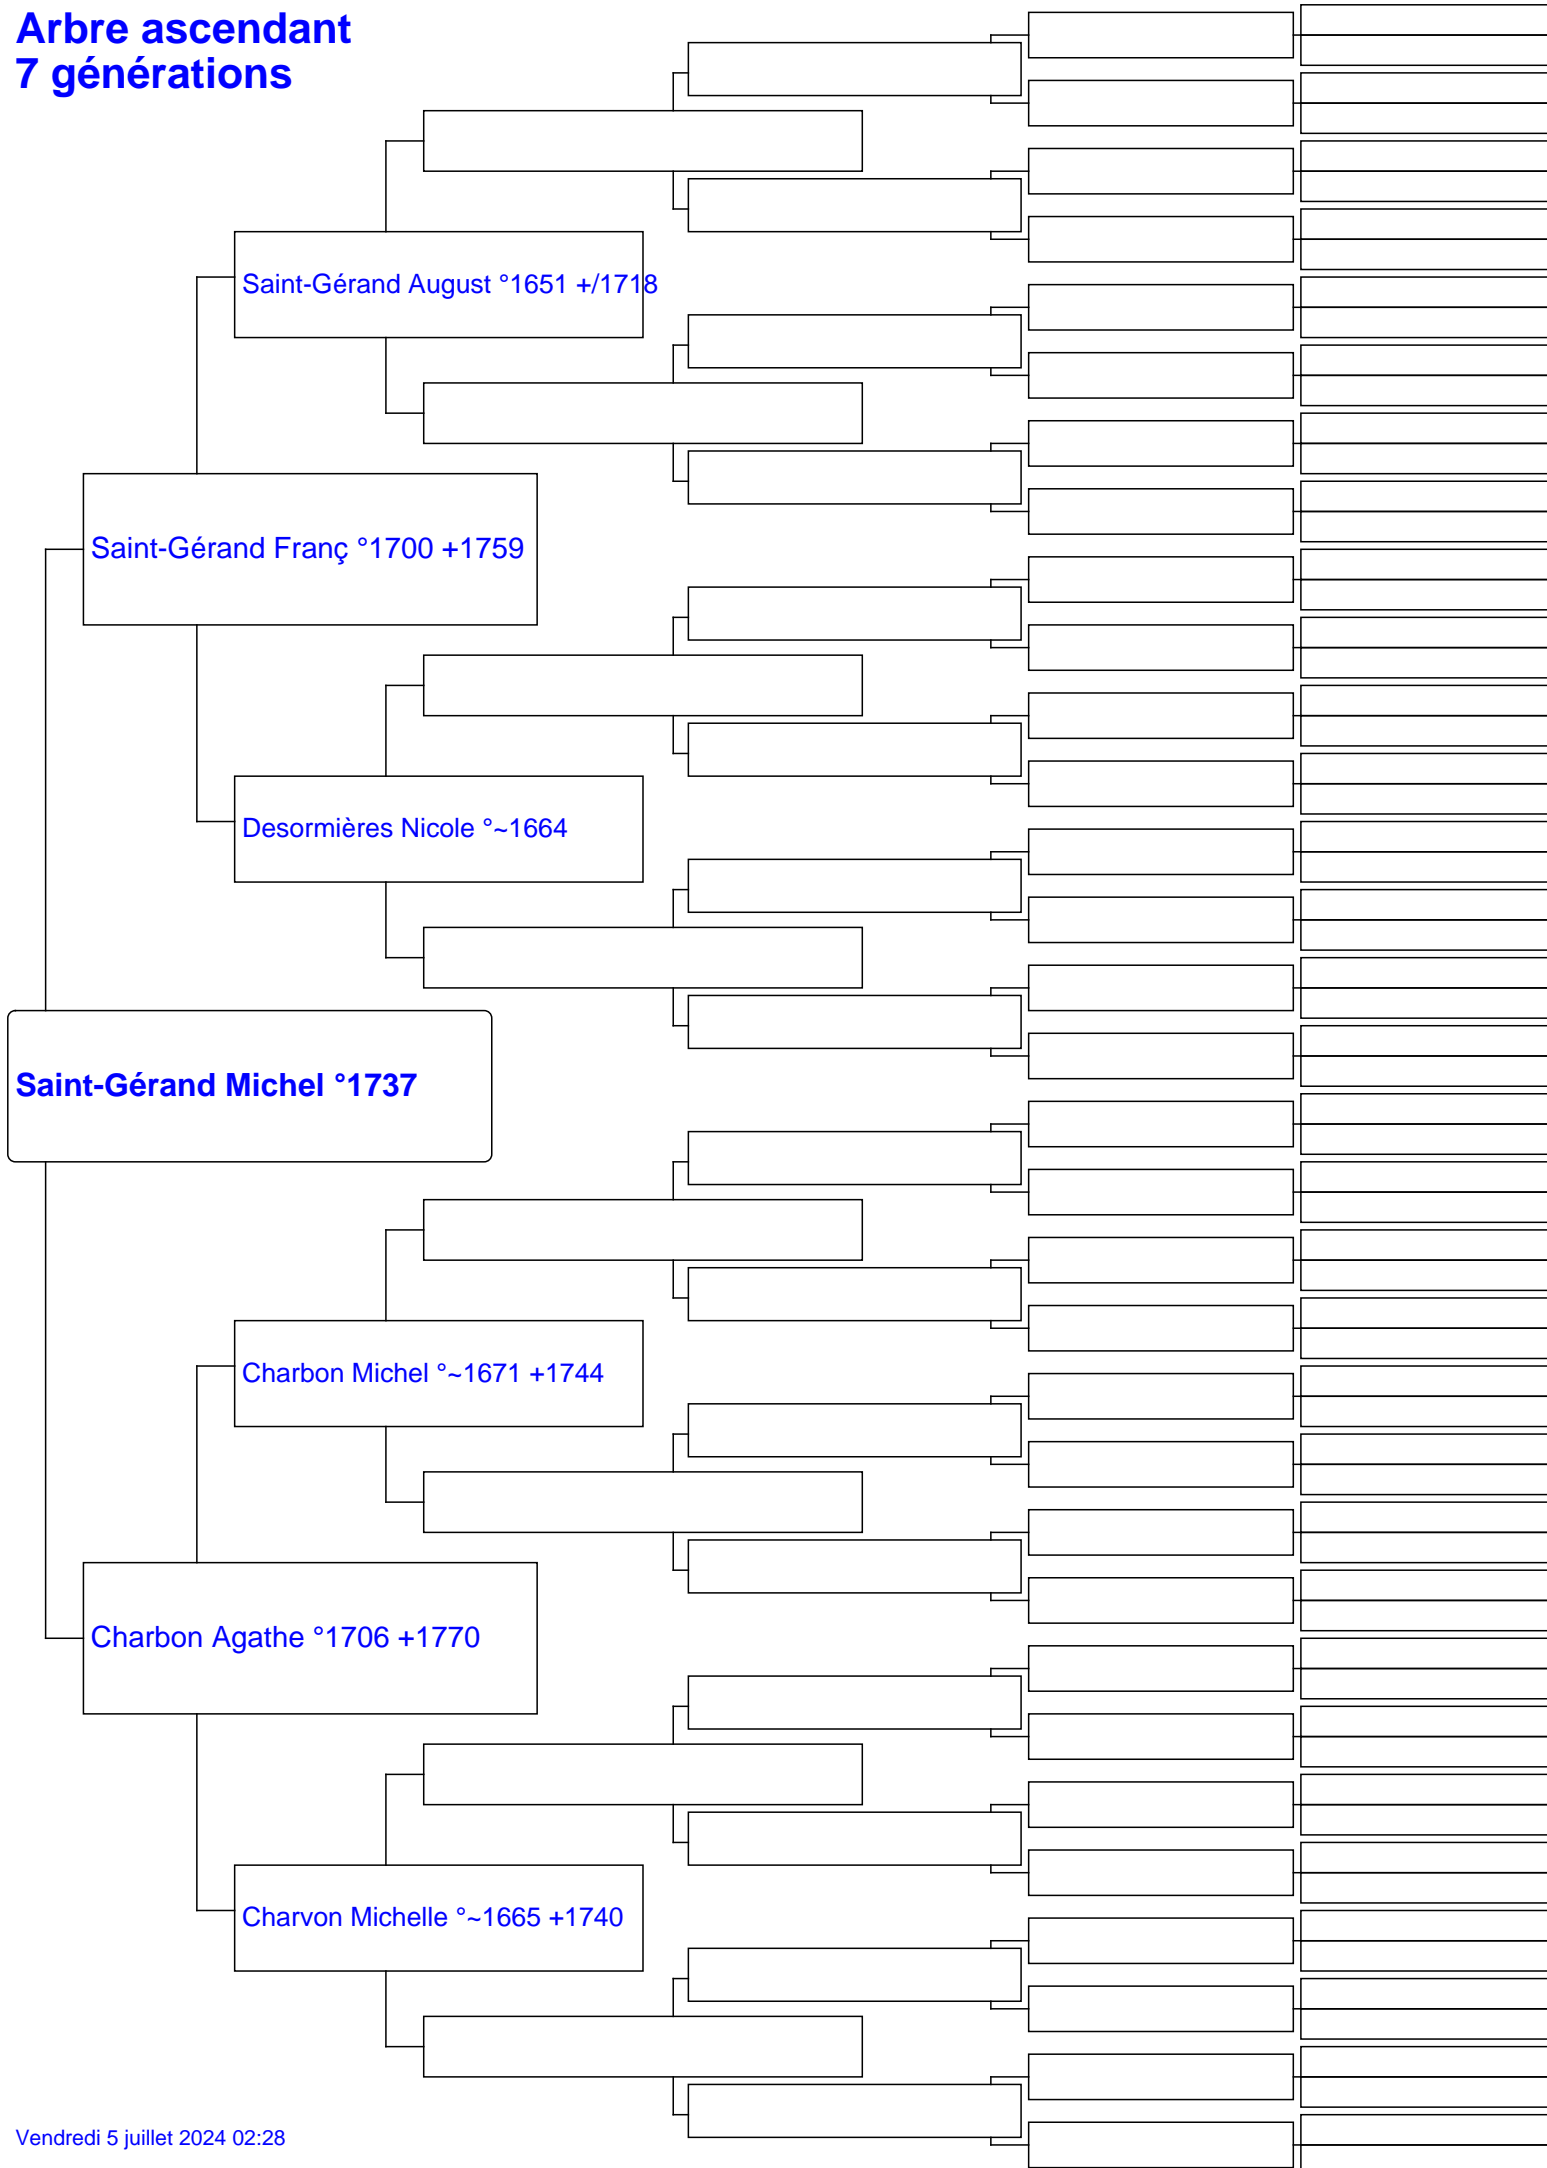 Arbre ascendant
7 générations
Saint-Gérand August °1651 +/1718
Saint-Gérand Franç °1700 +1759
Desormières Nicole °~1664
Saint-Gérand Michel °1737
Charbon Michel °~1671 +1744
Charbon Agathe °1706 +1770
Charvon Michelle °~1665 +1740
Vendredi 5 juillet 2024 02:28